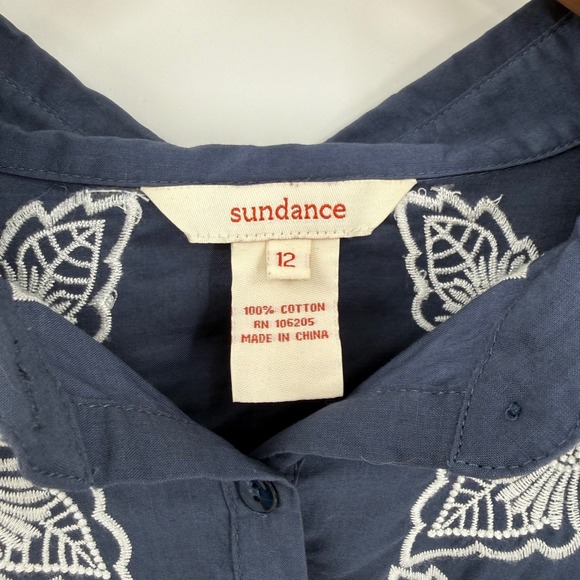 sundance
12
100% COTTON
RN 106205
MADE IN CHINA